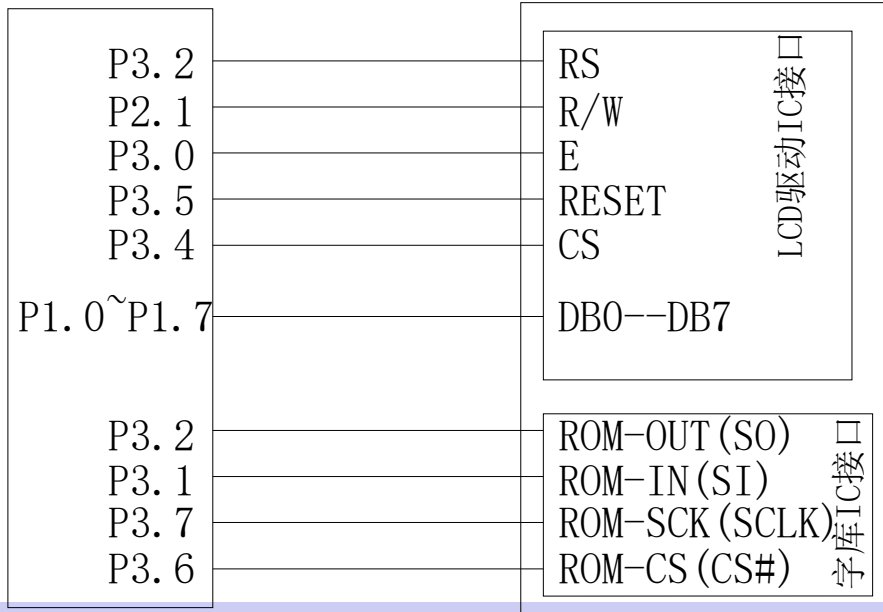 P3.2 RS
P2.1 R/W
P3.0 E
P3.5 RESET
P3.4 CS
P1.0~P1.7 DB0--DB7
LCD驱动IC接口
P3.2 ROM-OUT(SO)
P3.1 ROM-IN(SI)
P3.7 ROM-SCK(SCLK)
P3.6 ROM-CS(CS#)
字库IC接口